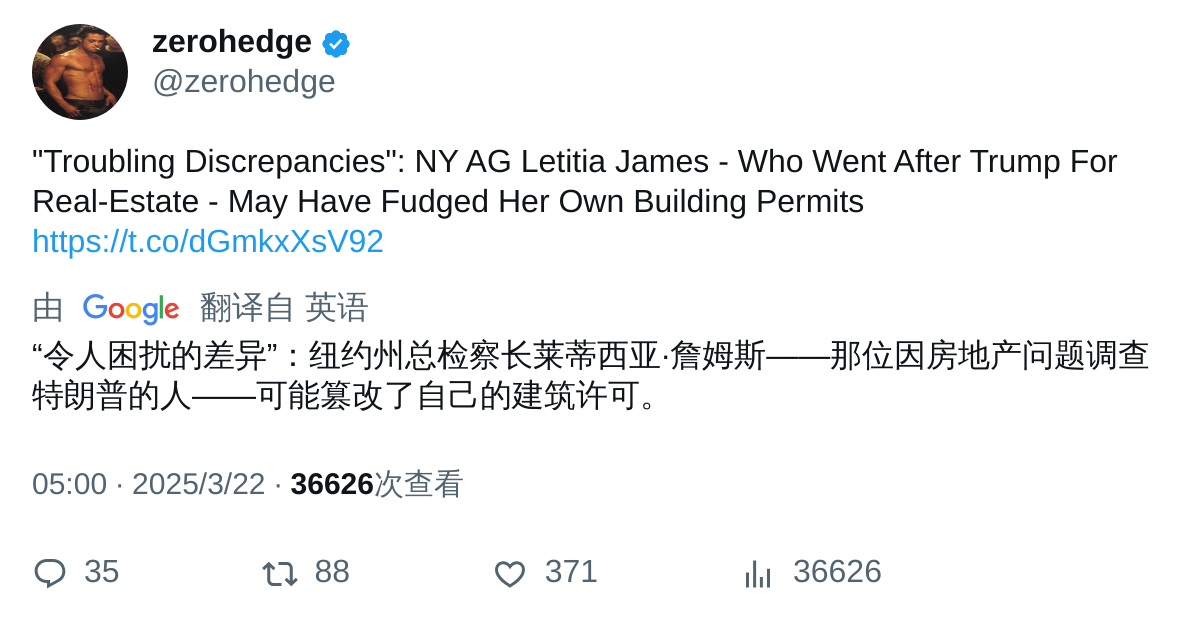 zerohedge
@zerohedge
"Troubling Discrepancies": NY AG Letitia James - Who Went After Trump For
Real-Estate - May Have Fudged Her Own Building Permits
https://t.co/dGmkxXsV92
由 Google 翻译自 英语
“令人困扰的差异”：纽约州总检察长莱蒂西亚·詹姆斯——那位因房地产问题调查
特朗普的人——可能篡改了自己的建筑许可。
05:00 · 2025/3/22 · 36626次查看
35 88 371 36626